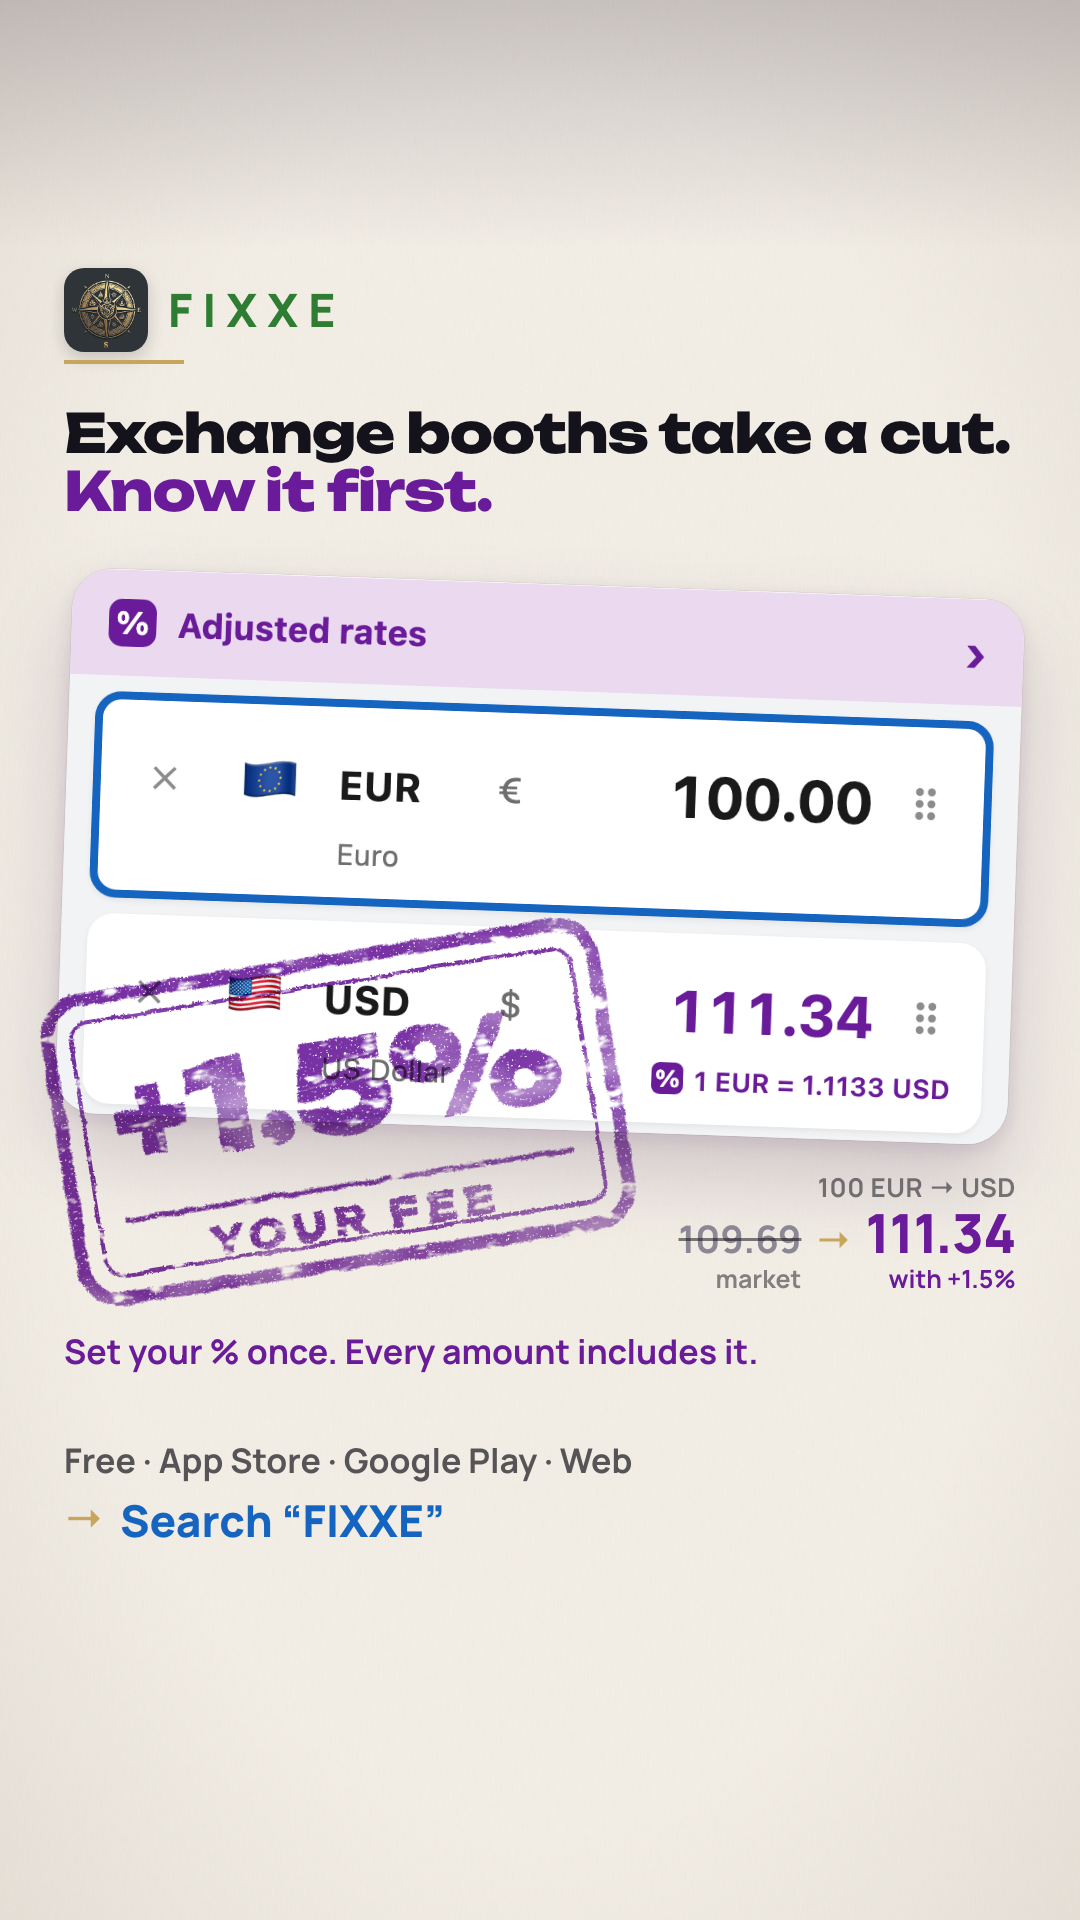 FIXXE
Exchange booths take a cut.
Know it first.
% Adjusted rates ›
× EUR € 100.00
Euro
× USD $ 111.34
US Dollar
% 1 EUR = 1.1133 USD
+1.5%
YOUR FEE
100 EUR → USD
109.69 → 111.34
market with +1.5%
Set your % once. Every amount includes it.
Free · App Store · Google Play · Web
→ Search “FIXXE”